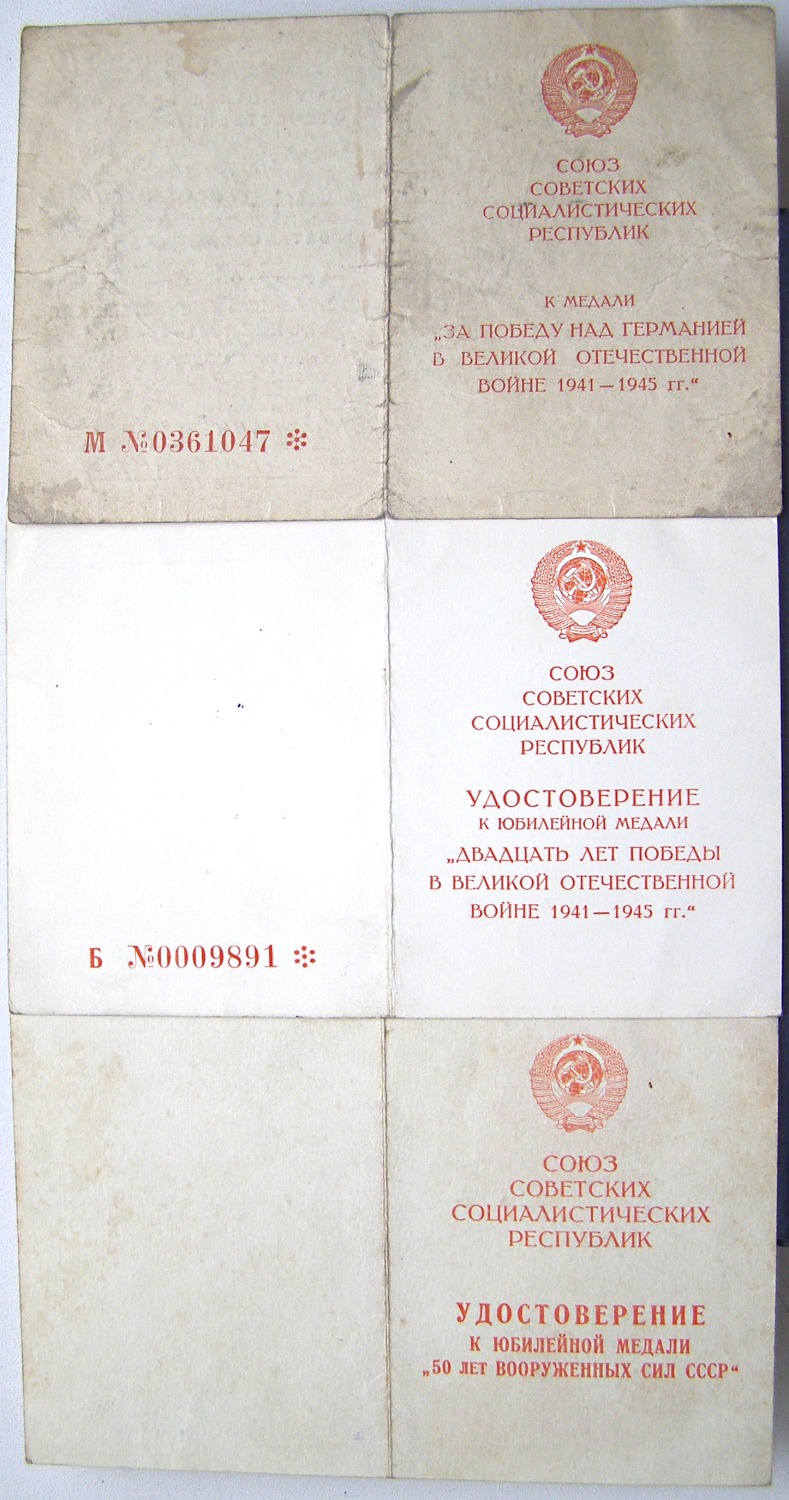 СОЮЗ
СОВЕТСКИХ
СОЦИАЛИСТИЧЕСКИХ
РЕСПУБЛИК
К МЕДАЛИ
„ЗА ПОБЕДУ НАД ГЕРМАНИЕЙ
В ВЕЛИКОЙ ОТЕЧЕСТВЕННОЙ
ВОЙНЕ 1941—1945 гг.“
М №0361047
СОЮЗ
СОВЕТСКИХ
СОЦИАЛИСТИЧЕСКИХ
РЕСПУБЛИК
УДОСТОВЕРЕНИЕ
К ЮБИЛЕЙНОЙ МЕДАЛИ
„ДВАДЦАТЬ ЛЕТ ПОБЕДЫ
В ВЕЛИКОЙ ОТЕЧЕСТВЕННОЙ
ВОЙНЕ 1941—1945 гг.“
Б №0009891
СОЮЗ
СОВЕТСКИХ
СОЦИАЛИСТИЧЕСКИХ
РЕСПУБЛИК
УДОСТОВЕРЕНИЕ
К ЮБИЛЕЙНОЙ МЕДАЛИ
„50 ЛЕТ ВООРУЖЕННЫХ СИЛ СССР“